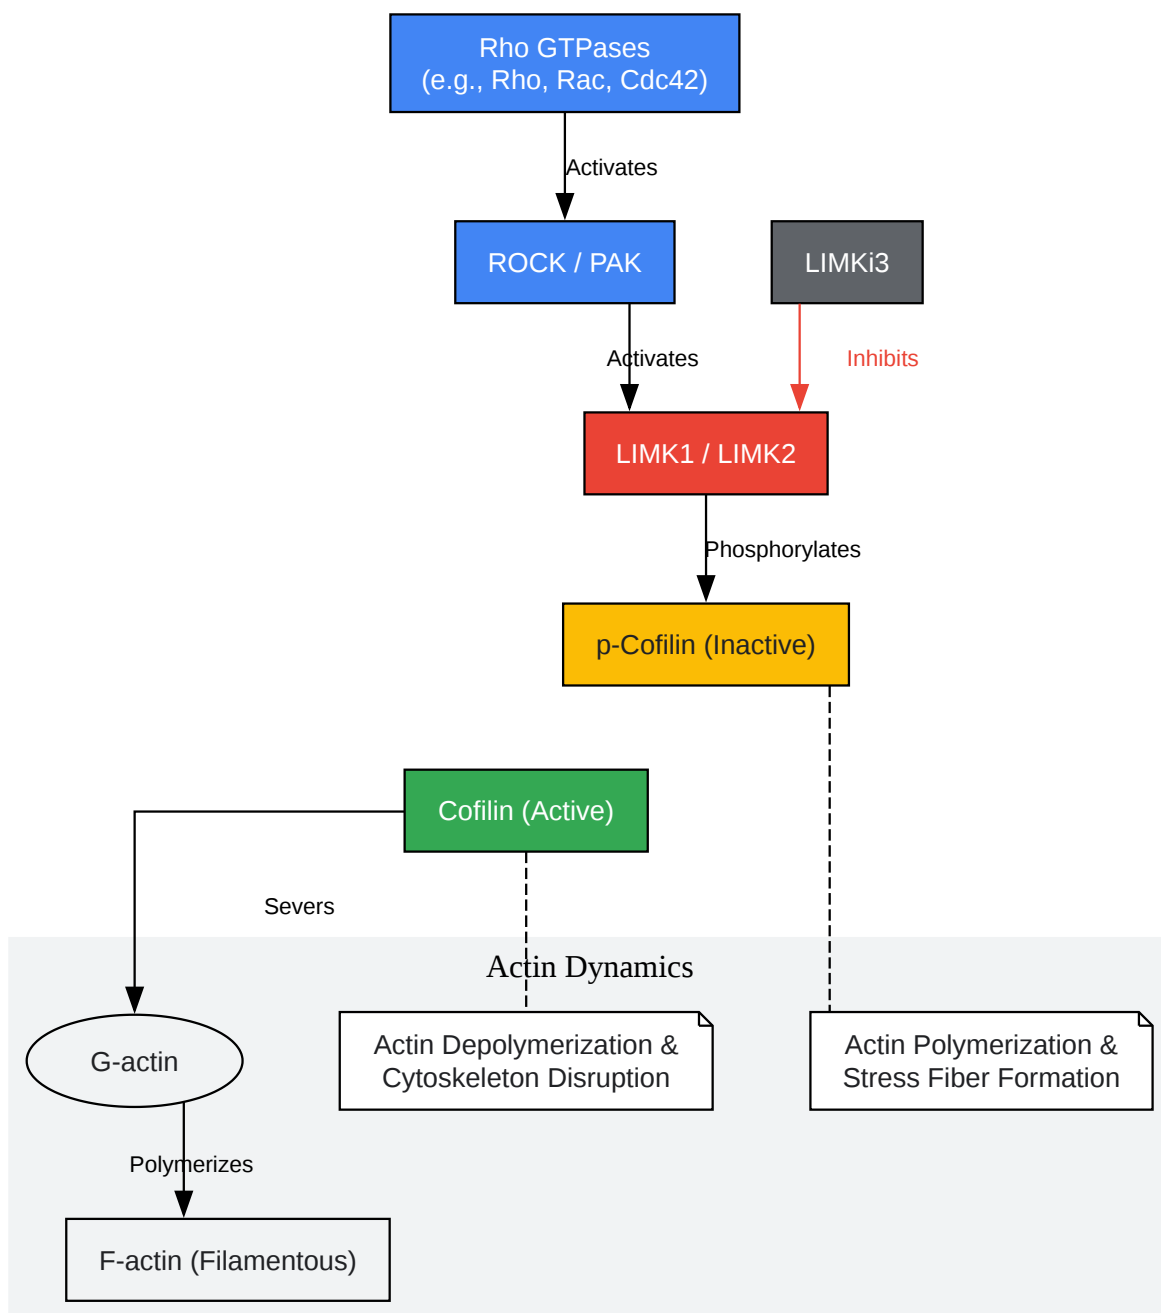 Rho GTPases
(e.g., Rho, Rac, Cdc42)
Activates
ROCK / PAK
LIMKi3
Activates
Inhibits
LIMK1 / LIMK2
Phosphorylates
p-Cofilin (Inactive)
Cofilin (Active)
Severs
Actin Dynamics
G-actin
Actin Depolymerization &
Cytoskeleton Disruption
Actin Polymerization &
Stress Fiber Formation
Polymerizes
F-actin (Filamentous)